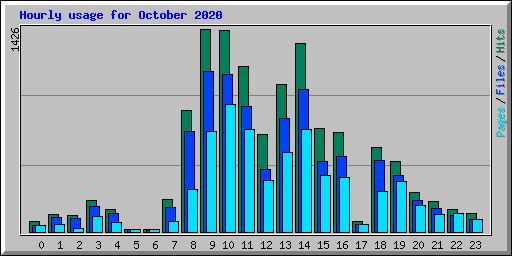 Hourly usage for October 2020
1426
Pages / Files / Hits
0 1 2 3 4 5 6 7 8 9 10 11 12 13 14 15 16 17 18 19 20 21 22 23